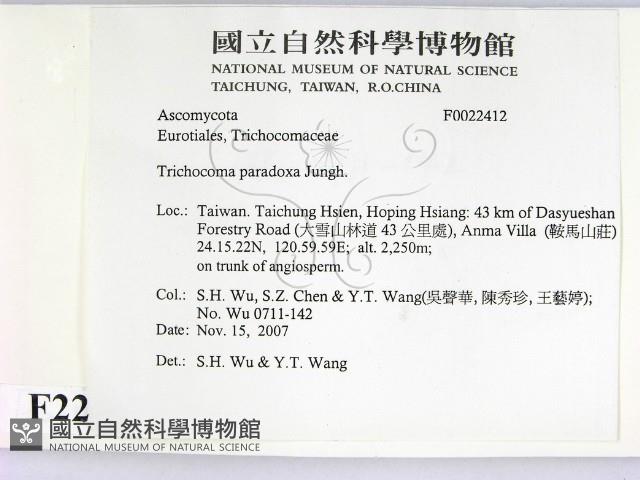 國立自然科學博物館
NATIONAL MUSEUM OF NATURAL SCIENCE
TAICHUNG, TAIWAN, R.O.CHINA
Ascomycota F0022412
Eurotiales, Trichocomaceae
Trichocoma paradoxa Jungh.
Loc.: Taiwan. Taichung Hsien, Hoping Hsiang: 43 km of Dasyueshan
Forestry Road (大雪山林道 43 公里處), Anma Villa (鞍馬山莊)
24.15.22N, 120.59.59E; alt. 2,250m;
on trunk of angiosperm.
Col.: S.H. Wu, S.Z. Chen & Y.T. Wang(吳聲華, 陳秀珍, 王藝婷);
No. Wu 0711-142
Date: Nov. 15, 2007
Det.: S.H. Wu & Y.T. Wang
F22
國立自然科學博物館
NATIONAL MUSEUM OF NATURAL SCIENCE